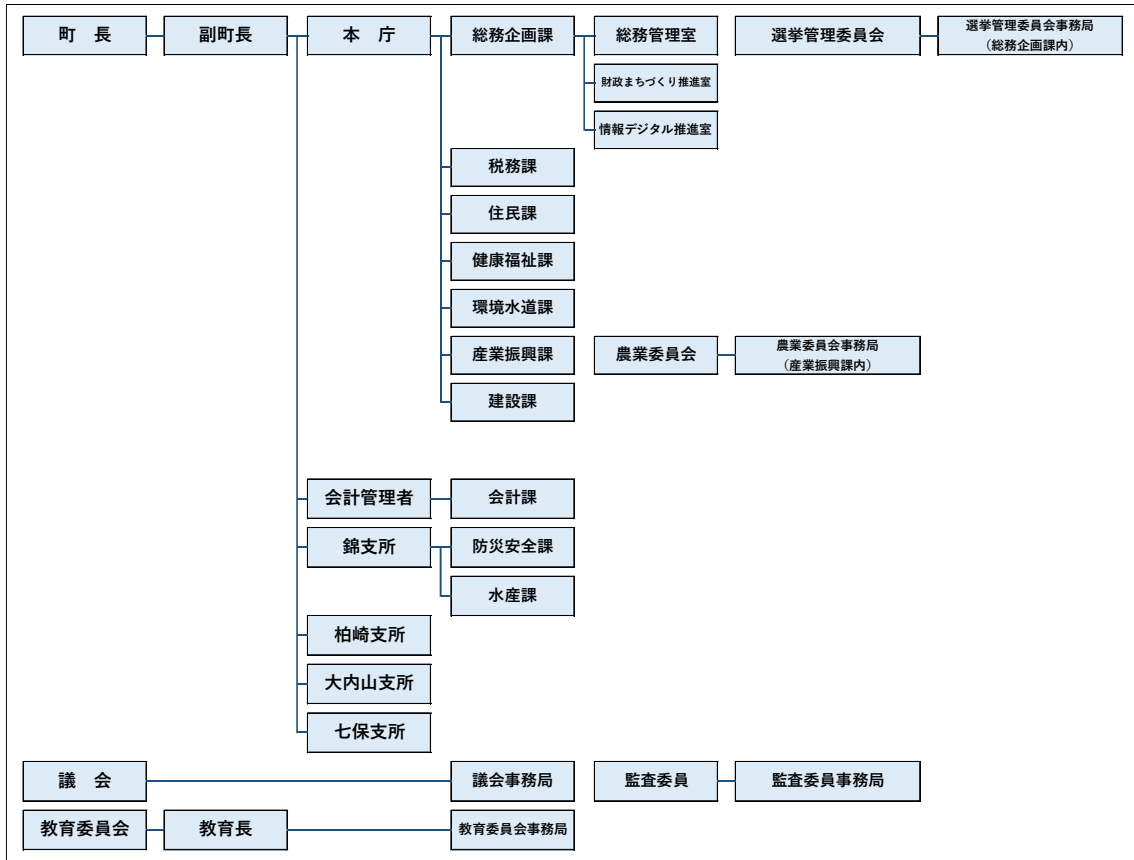 町　長
副町長
本　庁
総務企画課
総務管理室
選挙管理委員会
選挙管理委員会事務局
（総務企画課内）
財政まちづくり推進室
情報デジタル推進室
税務課
住民課
健康福祉課
環境水道課
産業振興課
農業委員会
農業委員会事務局
（産業振興課内）
建設課
会計管理者
会計課
錦支所
防災安全課
水産課
柏崎支所
大内山支所
七保支所
議　会
議会事務局
監査委員
監査委員事務局
教育委員会
教育長
教育委員会事務局